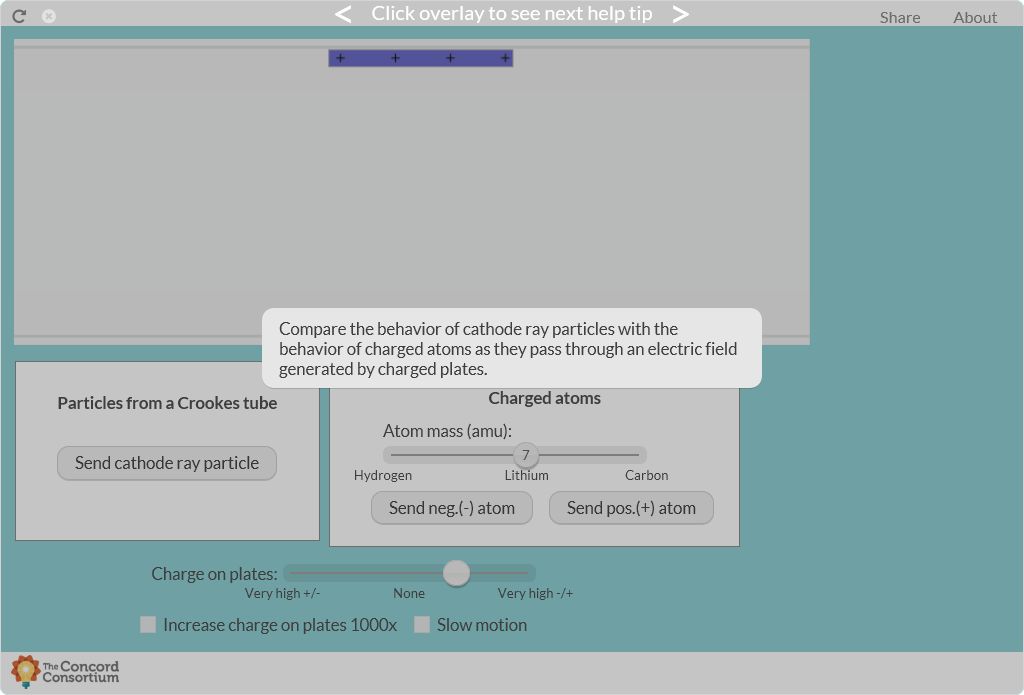 < Click overlay to see next help tip >
Share About
+ + + +
Compare the behavior of cathode ray particles with the
behavior of charged atoms as they pass through an electric field
generated by charged plates.
Particles from a Crookes tube
Send cathode ray particle
Charged atoms
Atom mass (amu):
7
Hydrogen Lithium Carbon
Send neg.(-) atom Send pos.(+) atom
Charge on plates:
Very high +/- None Very high -/+
Increase charge on plates 1000x Slow motion
The Concord
Consortium